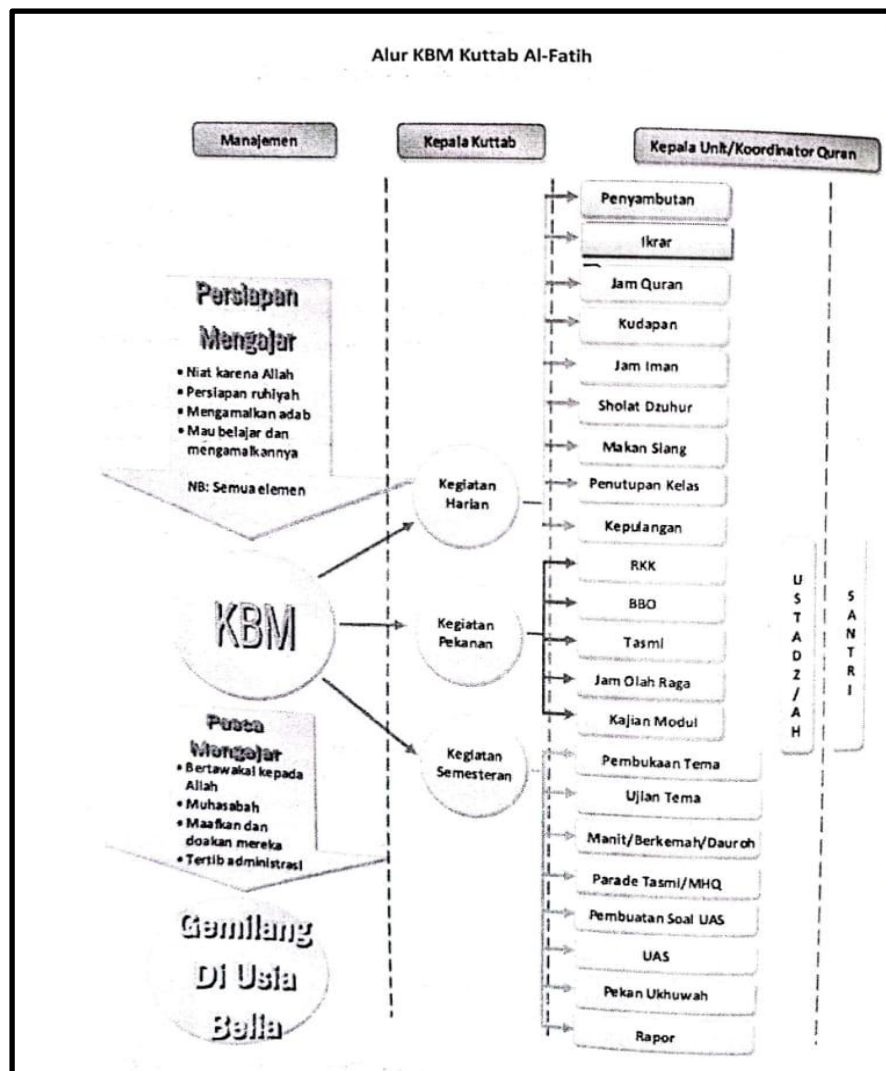 Alur KBM Kuttab Al-Fatih
Manajemen
Kepala Kuttab
Kepala Unit/Koordinator Quran
Persiapan
Mengajar
• Niat karena Allah
• Persiapan ruhiyah
• Mengamalkan adab
• Mau belajar dan
mengamalkannya
NB: Semua elemen
KBM
Pasca
Mengajar
• Bertawakal kepada
Allah
• Muhasabah
• Maafkan dan
doakan mereka
• Tertib administrasi
Gemilang
Di Usia
Belia
Kegiatan
Harian
Kegiatan
Pekanan
Kegiatan
Semesteran
Penyambutan
Ikrar
Jam Quran
Kudapan
Jam Iman
Sholat Dzuhur
Makan Siang
Penutupan Kelas
Kepulangan
RKK
BBO
Tasmi
Jam Olah Raga
Kajian Modul
Pembukaan Tema
Ujian Tema
Manit/Berkemah/Dauroh
Parade Tasmi/MHQ
Pembuatan Soal UAS
UAS
Pekan Ukhuwah
Rapor
USTADZ/AH
SANTRI